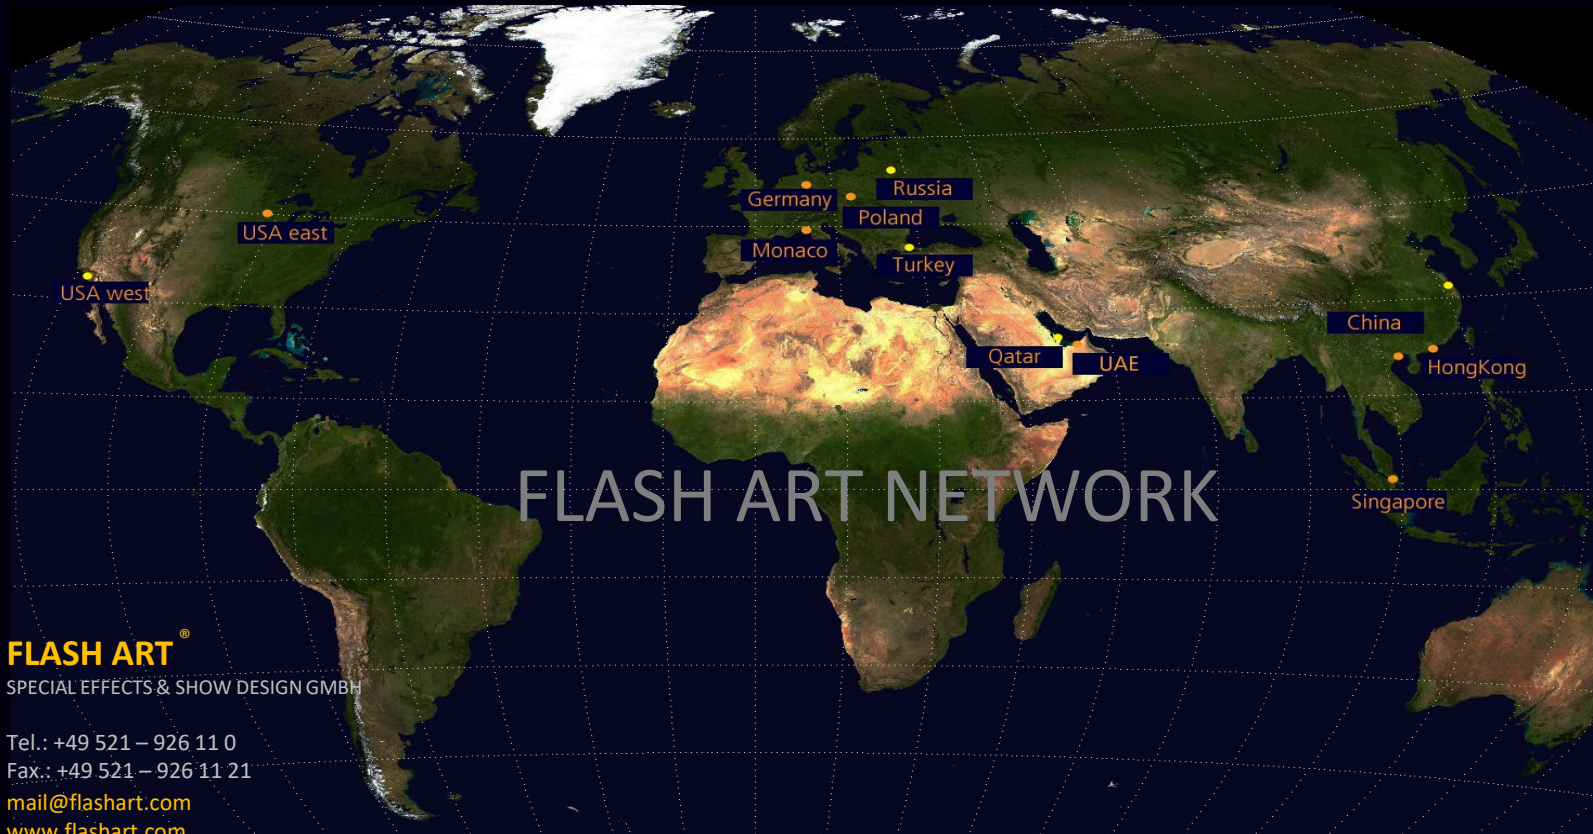 Russia
Germany
Poland
USA east
Monaco
Turkey
USA west
China
Qatar
UAE
HongKong
FLASH ART NETWORK
Singapore
FLASH ART ®
SPECIAL EFFECTS & SHOW DESIGN GMBH
Tel.: +49 521 – 926 11 0
Fax.: +49 521 – 926 11 21
mail@flashart.com
www.flashart.com